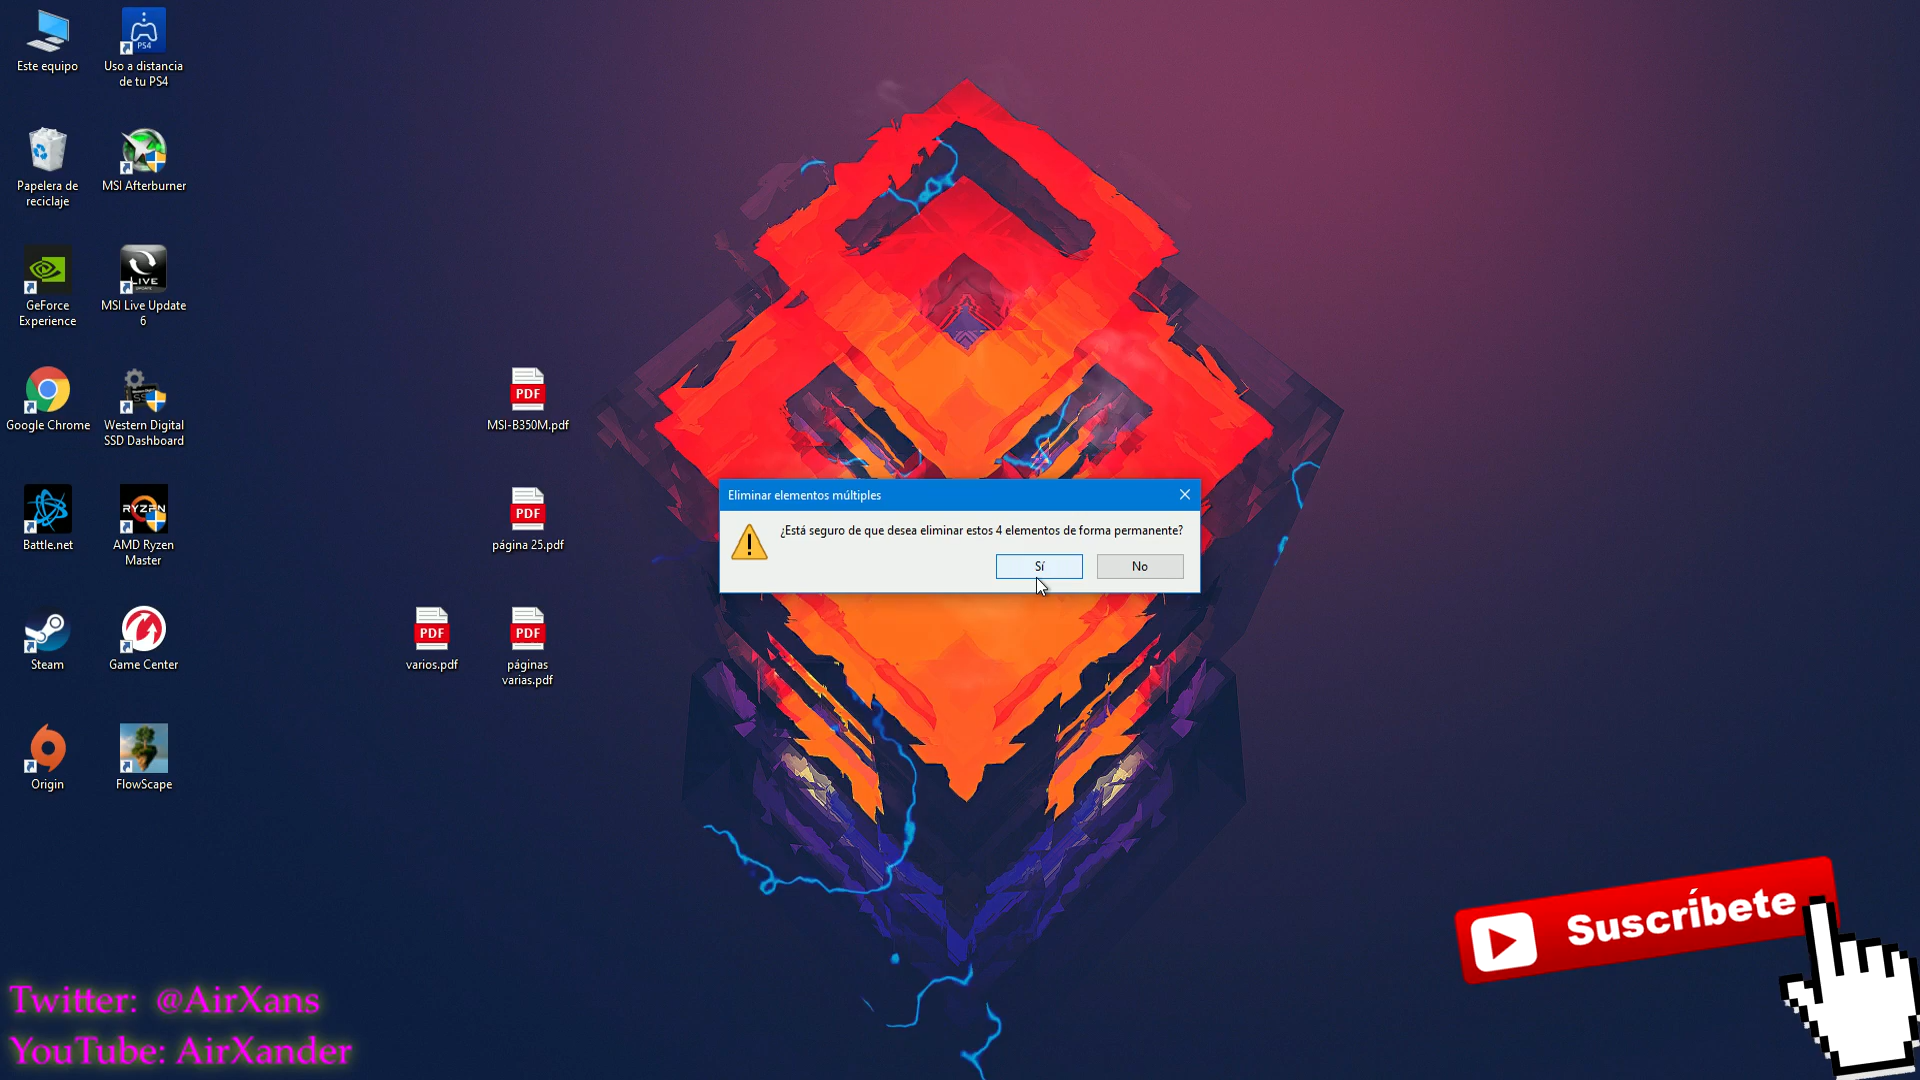 Este equipo
Uso a distancia
de tu PS4
PS4
Papelera de
reciclaje
MSI Afterburner
GeForce
Experience
LIVE
MSI Live Update
6
Google Chrome
Western Digital
SSD Dashboard
Battle.net
RYZEN
AMD Ryzen
Master
Steam
Game Center
Origin
FlowScape
PDF
MSI-B350M.pdf
PDF
página 25.pdf
PDF
varios.pdf
PDF
páginas
varias.pdf
Eliminar elementos múltiples
¿Está seguro de que desea eliminar estos 4 elementos de forma permanente?
Sí
No
Suscríbete
Twitter: @AirXans
YouTube: AirXander